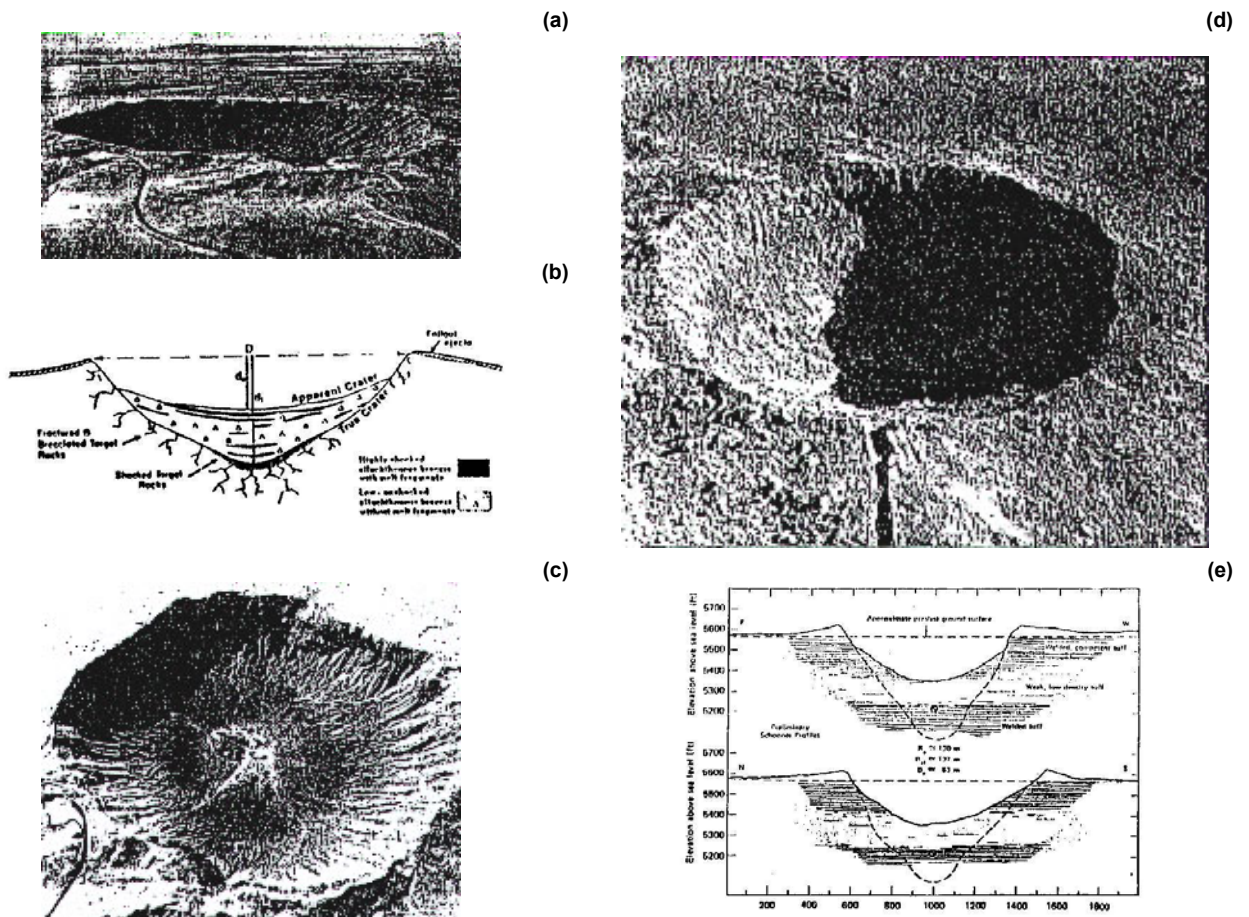 (a)
(d)
(b)
Fallout
ejecta
D
Apparent Crater
True Crater
Fractured &
Brecciated Target
Rocks
Shocked Target
Rocks
Highly shocked
allochthonous breccia
with melt fragments
Low-unshocked
allochthonous breccia
without melt fragments
(c)
(e)
Elevation above sea level (ft)
5700
5600
5400
5300
5200
W
Approximate preshot ground surface
Welded, competent tuff
Weak, low density tuff
Welded tuff
Preliminary
Schooner Profiles
Elevation above sea level (ft)
N
S
5600
5400
5300
5200
200 400 600 800 1000 1200 1400 1600 1800